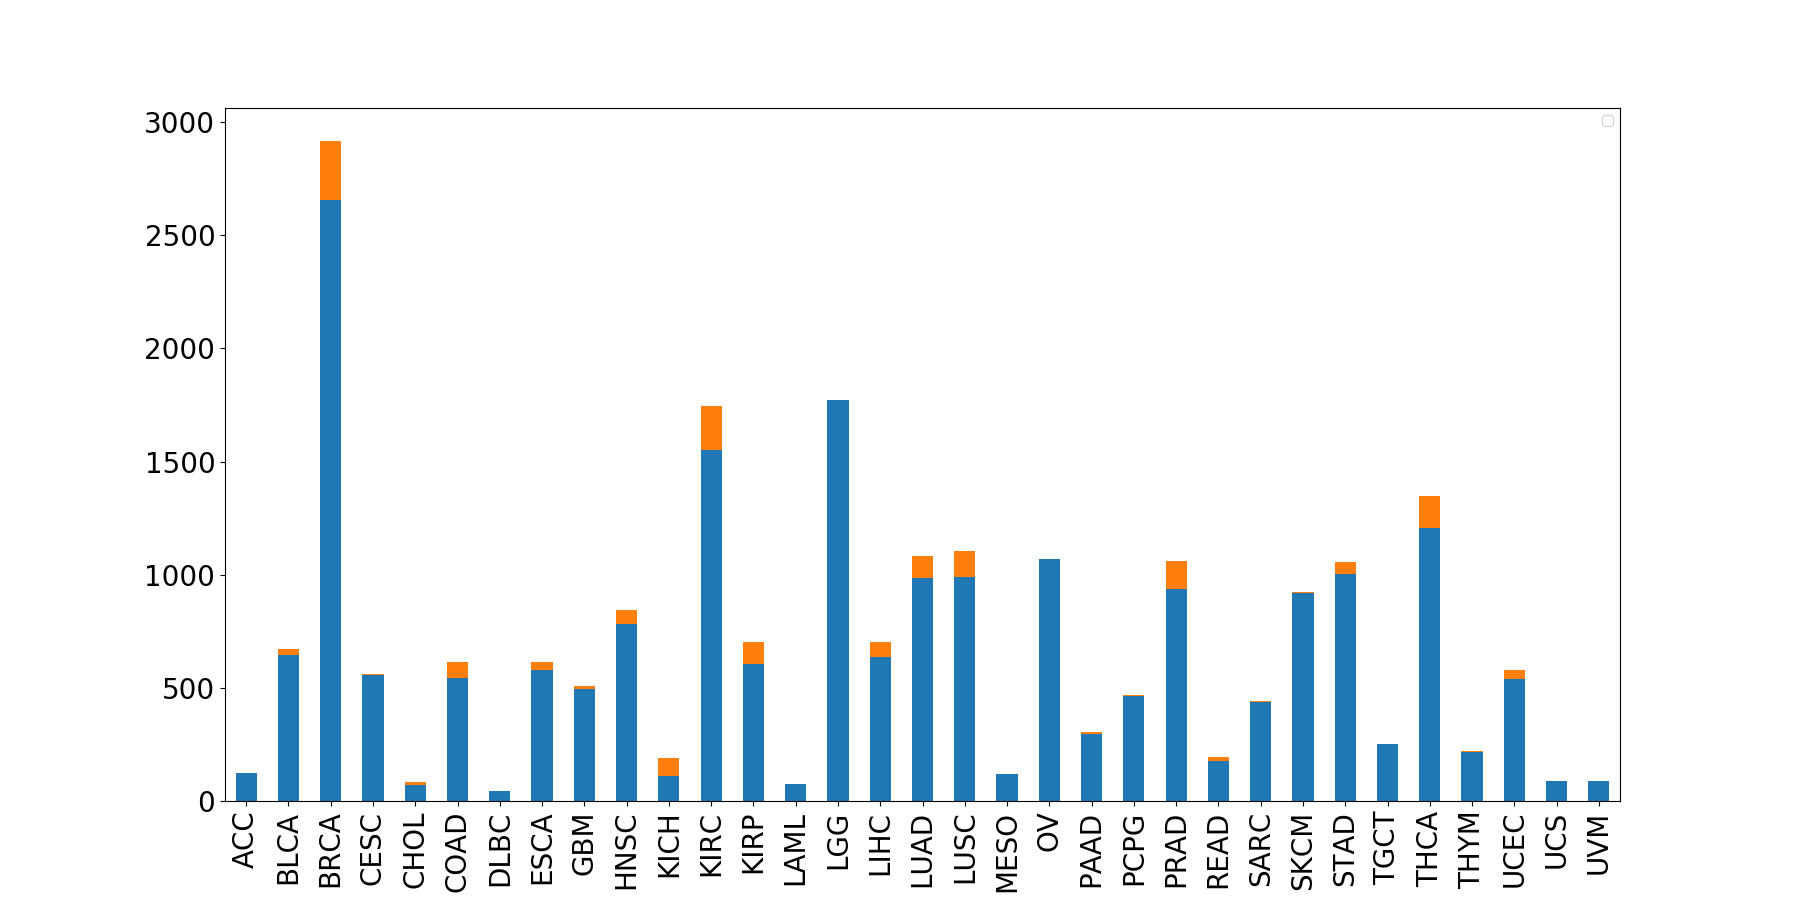 3000
2500
2000
1500
1000
500
0
ACC
BLCA
BRCA
CESC
CHOL
COAD
DLBC
ESCA
GBM
HNSC
KICH
KIRC
KIRP
LAML
LGG
LIHC
LUAD
LUSC
MESO
OV
PAAD
PCPG
PRAD
READ
SARC
SKCM
STAD
TGCT
THCA
THYM
UCEC
UCS
UVM